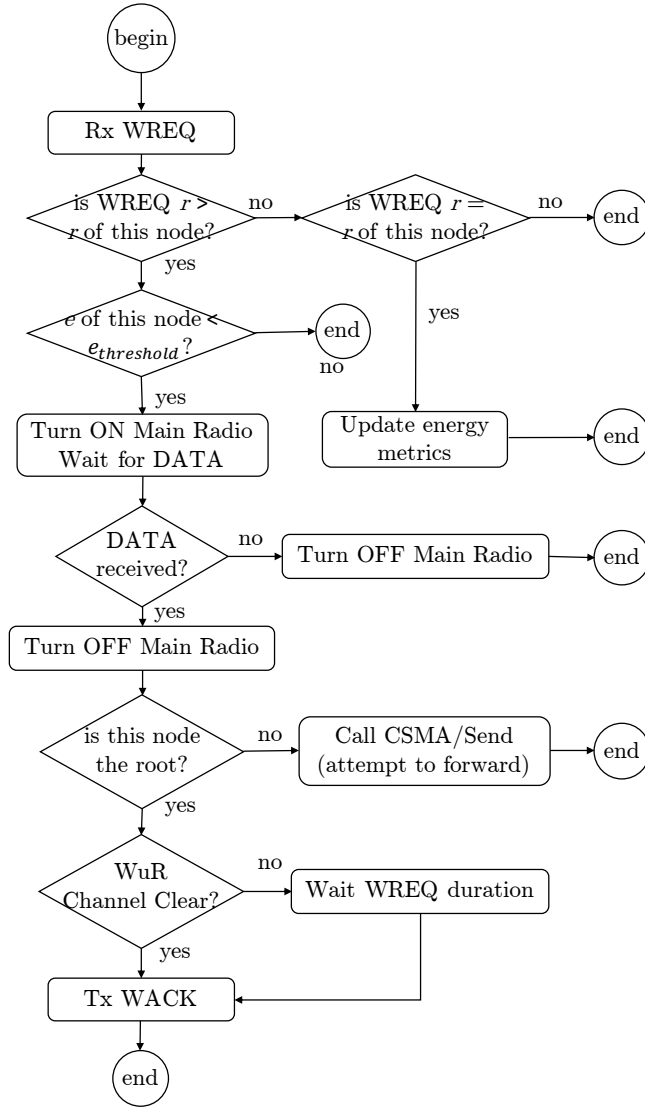 begin
Rx WREQ
is WREQ r >
r of this node?
no
is WREQ r =
r of this node?
no
end
yes
yes
e of this node <
e_threshold ?
end
no
yes
Turn ON Main Radio
Wait for DATA
Update energy
metrics
end
DATA
received?
no
Turn OFF Main Radio
end
yes
Turn OFF Main Radio
is this node
the root?
no
Call CSMA/Send
(attempt to forward)
end
yes
WuR
Channel Clear?
no
Wait WREQ duration
yes
Tx WACK
end